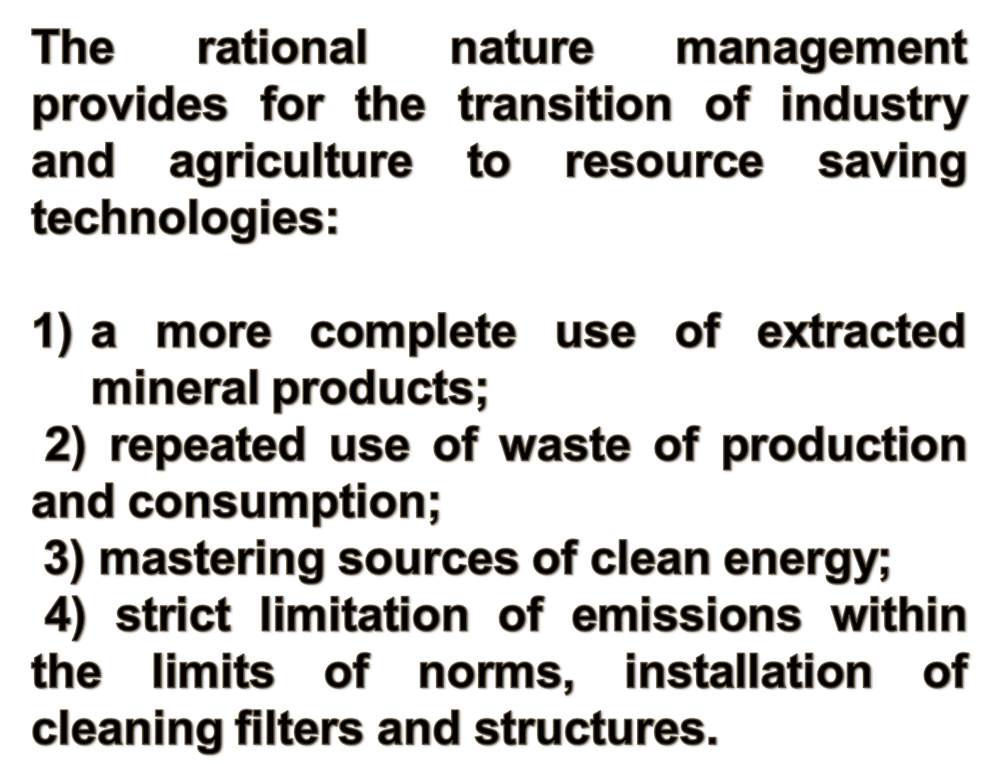 The rational nature management
provides for the transition of industry
and agriculture to resource saving
technologies:
1) a more complete use of extracted
mineral products;
2) repeated use of waste of production
and consumption;
3) mastering sources of clean energy;
4) strict limitation of emissions within
the limits of norms, installation of
cleaning filters and structures.